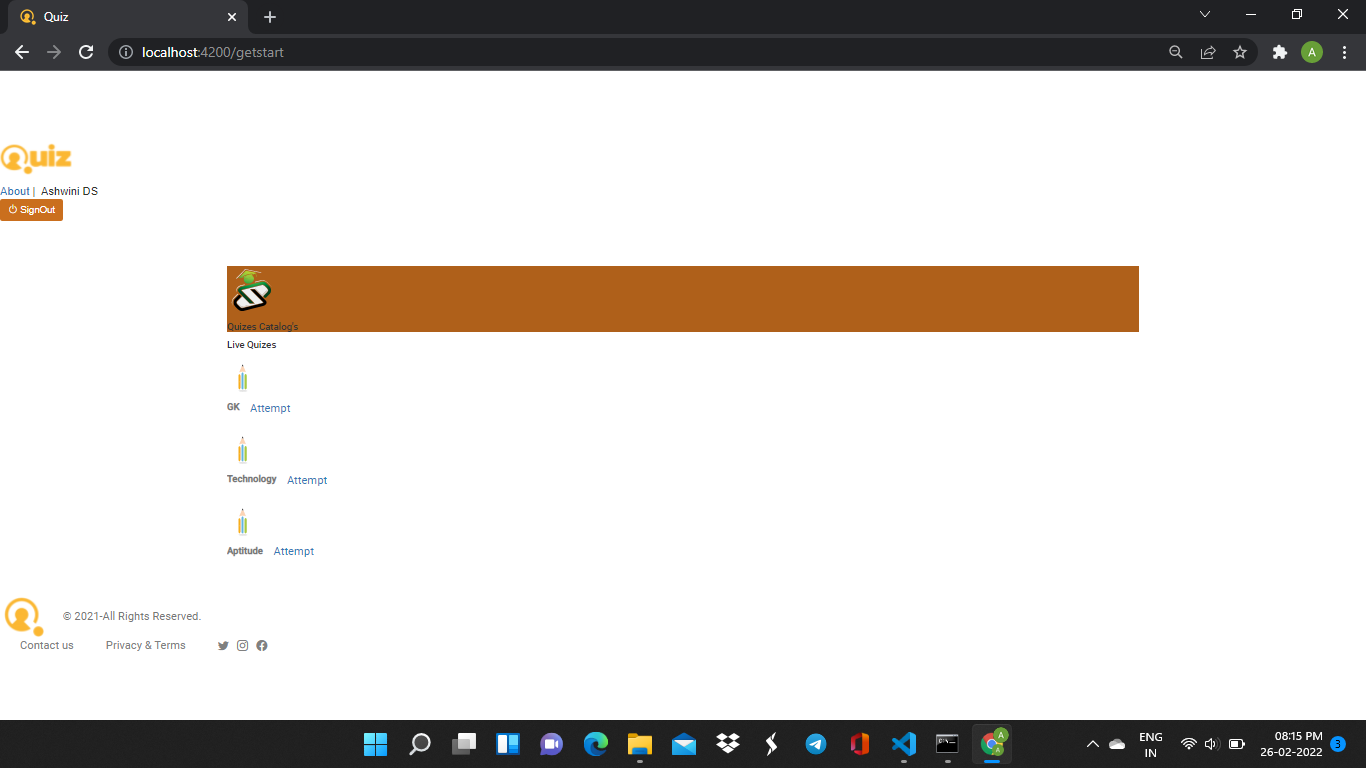 Quiz
localhost:4200/getstart
A
Quiz
About | Ashwini DS
SignOut
Quizes Catalog's
Live Quizes
GK Attempt
Technology Attempt
Aptitude Attempt
© 2021-All Rights Reserved.
Contact us Privacy & Terms
ENG
IN
08:15 PM
26-02-2022
3